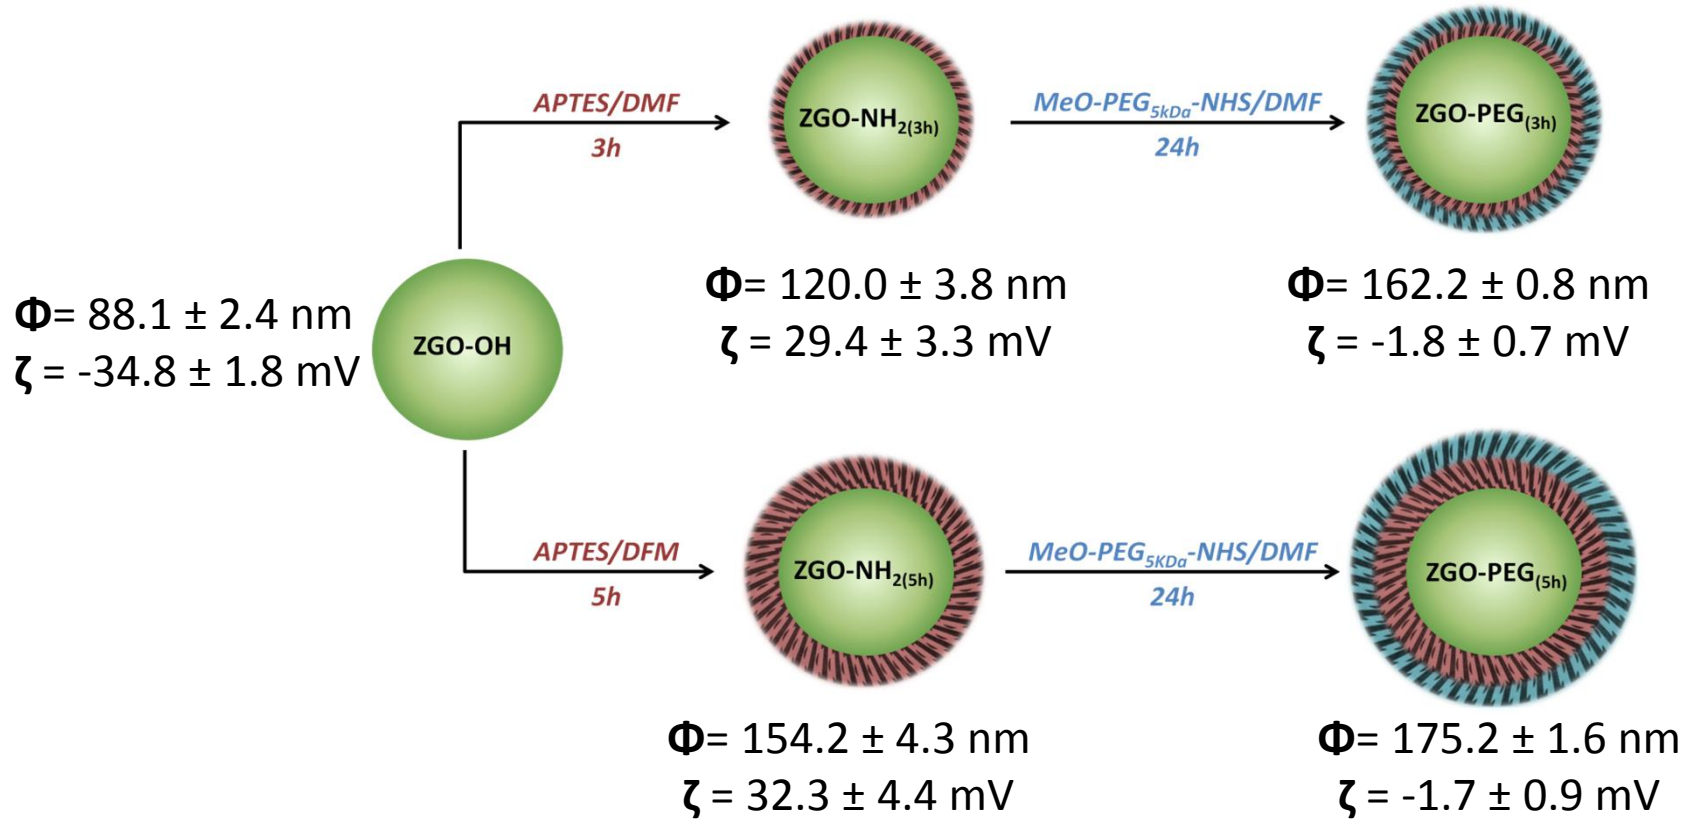 APTES/DMF
3h
ZGO-NH2(3h)
MeO-PEG5kDa-NHS/DMF
24h
ZGO-PEG(3h)
Φ= 120.0 ± 3.8 nm
ζ = 29.4 ± 3.3 mV
Φ= 162.2 ± 0.8 nm
ζ = -1.8 ± 0.7 mV
Φ= 88.1 ± 2.4 nm
ζ = -34.8 ± 1.8 mV
ZGO-OH
APTES/DFM
5h
ZGO-NH2(5h)
MeO-PEG5KDa-NHS/DMF
24h
ZGO-PEG(5h)
Φ= 154.2 ± 4.3 nm
ζ = 32.3 ± 4.4 mV
Φ= 175.2 ± 1.6 nm
ζ = -1.7 ± 0.9 mV